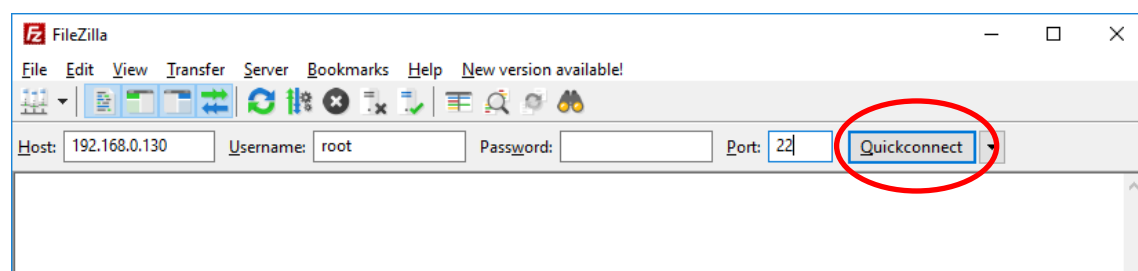 FileZilla
File Edit View Transfer Server Bookmarks Help New version available!
Host: 192.168.0.130 Username: root Password: Port: 22 Quickconnect